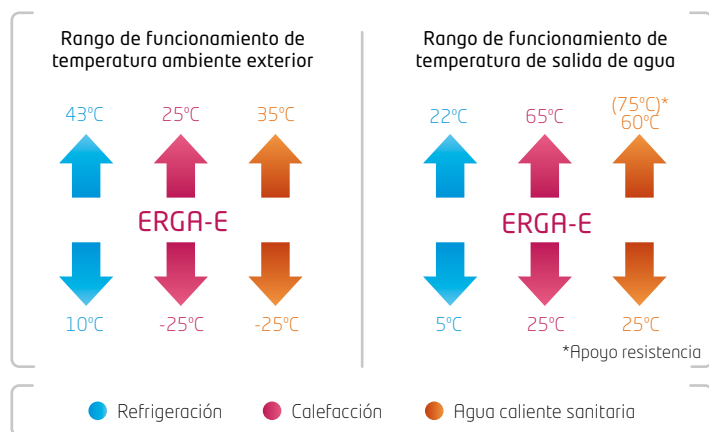 Rango de funcionamiento de
temperatura ambiente exterior
43ºC 25ºC 35ºC
ERGA-E
10ºC -25ºC -25ºC
Rango de funcionamiento de
temperatura de salida de agua
22ºC 65ºC (75ºC)*
60ºC
ERGA-E
5ºC 25ºC 25ºC
*Apoyo resistencia
Refrigeración Calefacción Agua caliente sanitaria